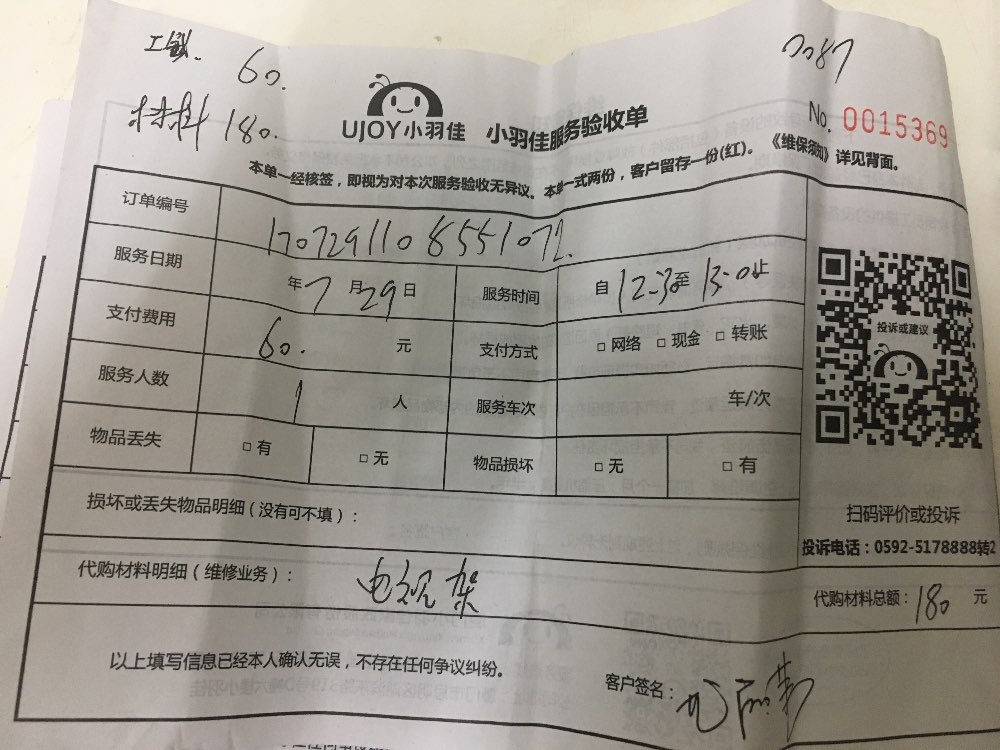 工钱. 60.
材料 180.
7087
UJOY小羽佳 小羽佳服务验收单
No. 0015369
本单一经核签，即视为对本次服务验收无异议。本单一式两份，客户留存一份(红)。《维保须知》详见背面。
订单编号 17072911085551072.
服务日期 年7月29日 服务时间 自12:30至13:0止
支付费用 60. 元 支付方式 □网络 □现金 □转账
服务人数 1 人 服务车次 车/次
物品丢失 □有 □无 物品损坏 □无 □有
投诉或建议
扫码评价或投诉
投诉电话：0592-5178888转2
损坏或丢失物品明细（没有可不填）：
代购材料明细（维修业务）： 电视架
代购材料总额：180 元
以上填写信息已经本人确认无误，不存在任何争议纠纷。
客户签名：